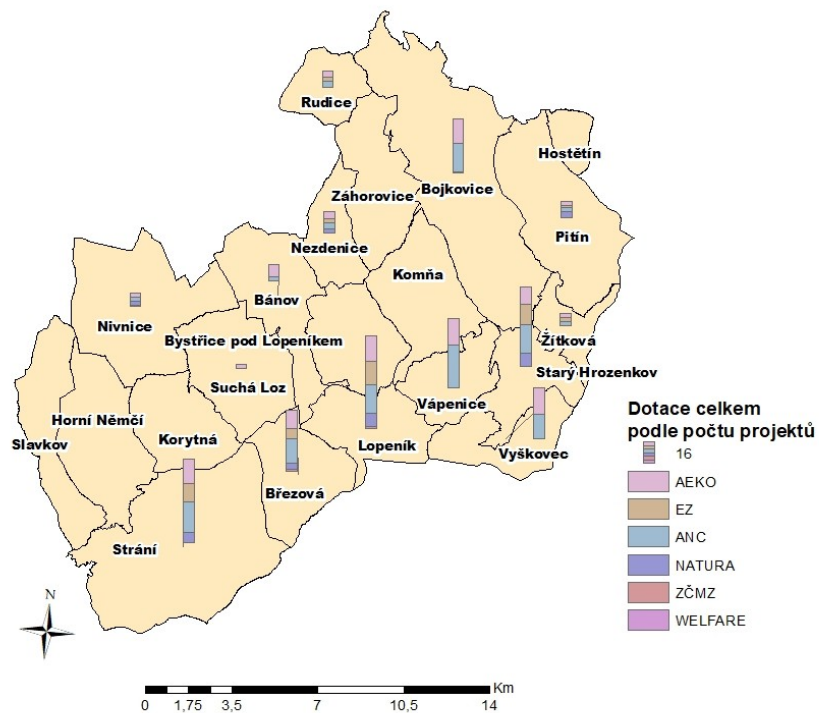 Rudice
Hostětín
Bojkovice
Záhorovice
Pitín
Nezdenice
Komňa
Bánov
Nivnice
Bystřice pod Lopeníkem
Žítková
Starý Hrozenkov
Suchá Loz
Vápenice
Horní Němčí
Slavkov
Korytná
Lopeník
Vyškovec
Březová
Strání
Dotace celkem
podle počtu projektů
16
AEKO
EZ
ANC
NATURA
ZČMZ
WELFARE
N
Km
0 1,75 3,5 7 10,5 14